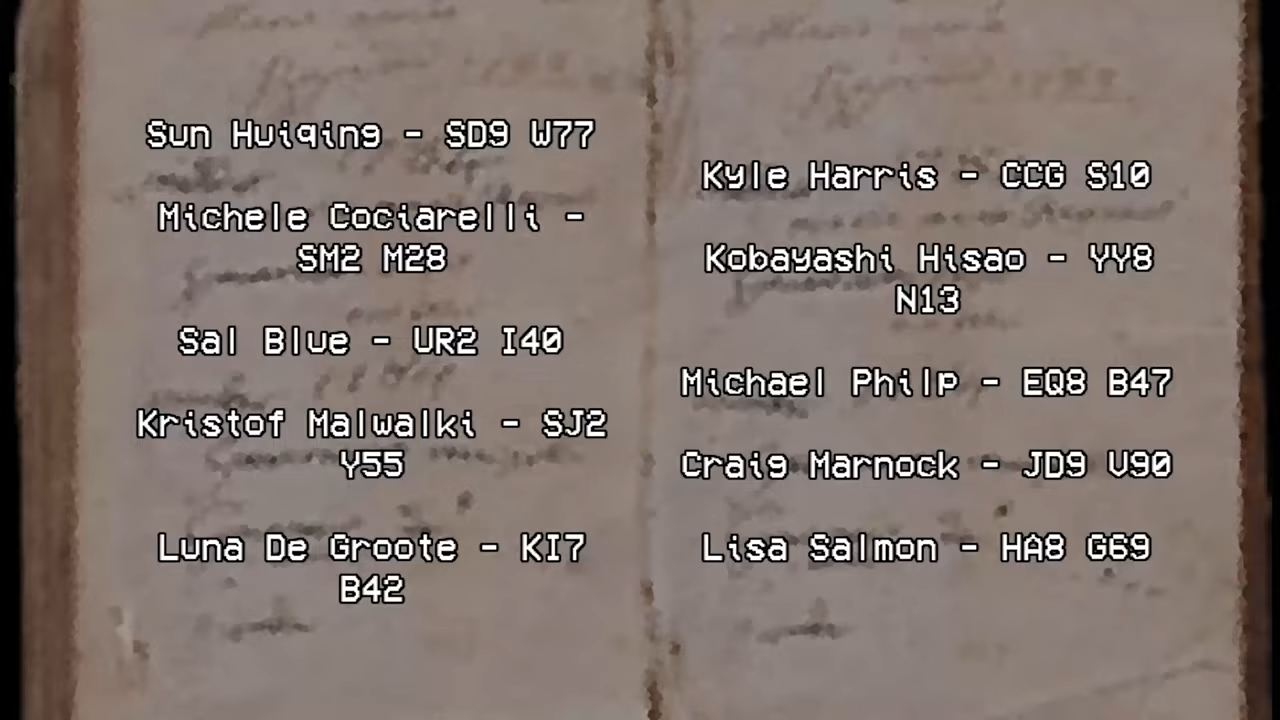 Sun Huiqing - SD9 W77
Michele Cociarelli -
SM2 M28
Sal Blue - UR2 I40
Kristof Malwalki - SJ2
Y55
Luna De Groote - KI7
B42
Kyle Harris - CCG S10
Kobayashi Hisao - YY8
N13
Michael Philp - EQ8 B47
Craig Marnock - JD9 V90
Lisa Salmon - HA8 G69